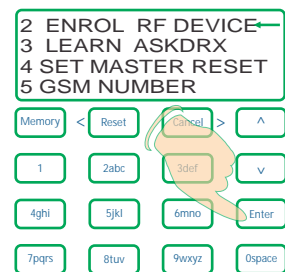 2 ENROL RF DEVICE
3 LEARN ASKDRX
4 SET MASTER RESET
5 GSM NUMBER
Memory < Reset Cancel > ^
1 2abc 3def v
4ghi 5jkl 6mno Enter
7pqrs 8tuv 9wxyz 0space